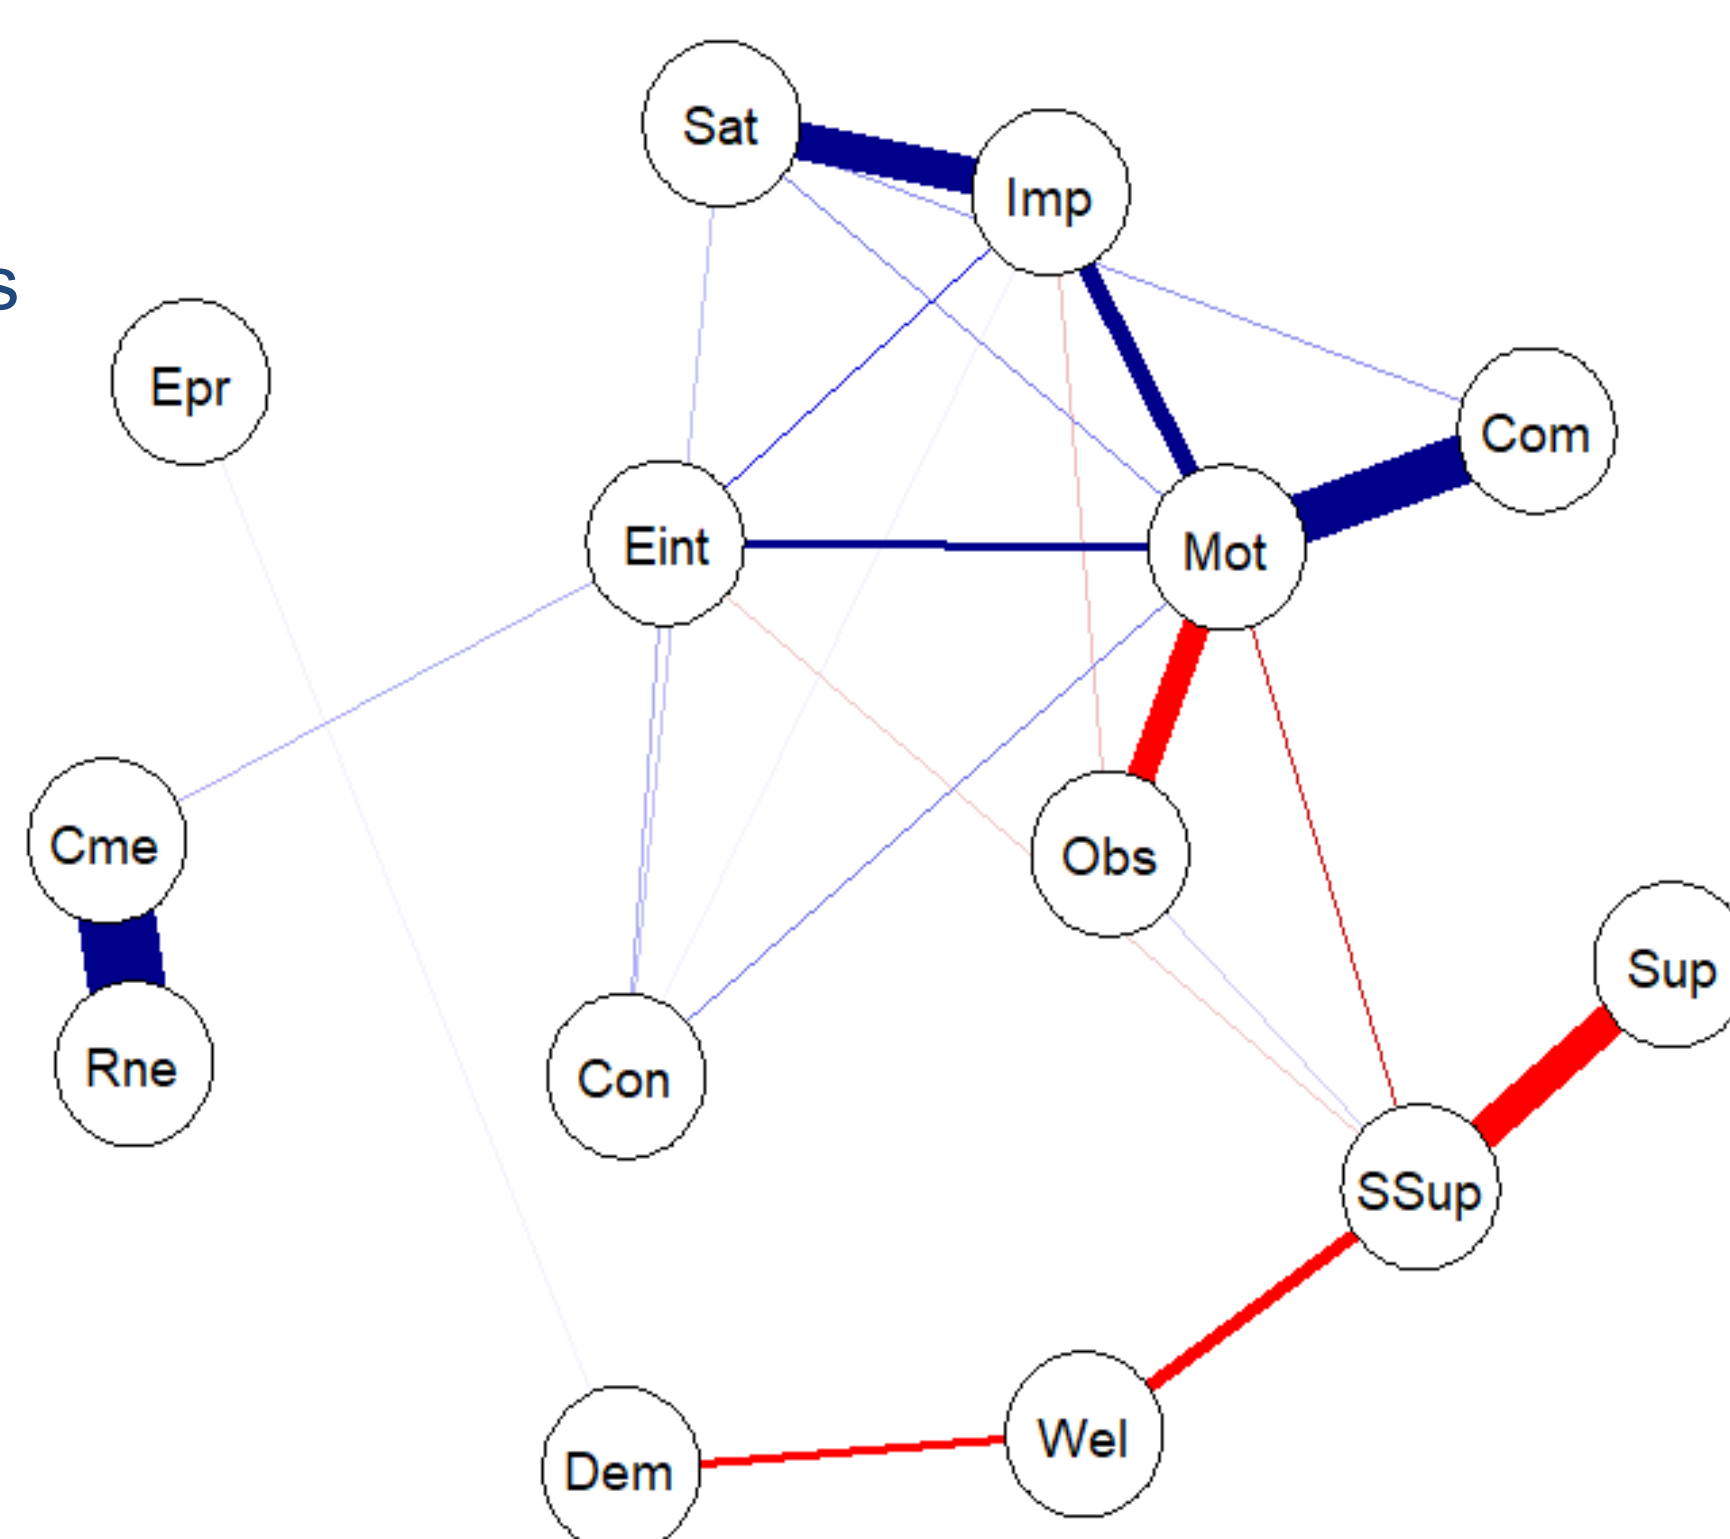 Sat
Imp
s
Epr
Com
Eint
Mot
Cme
Obs
Sup
Rne
Con
SSup
Wel
Dem